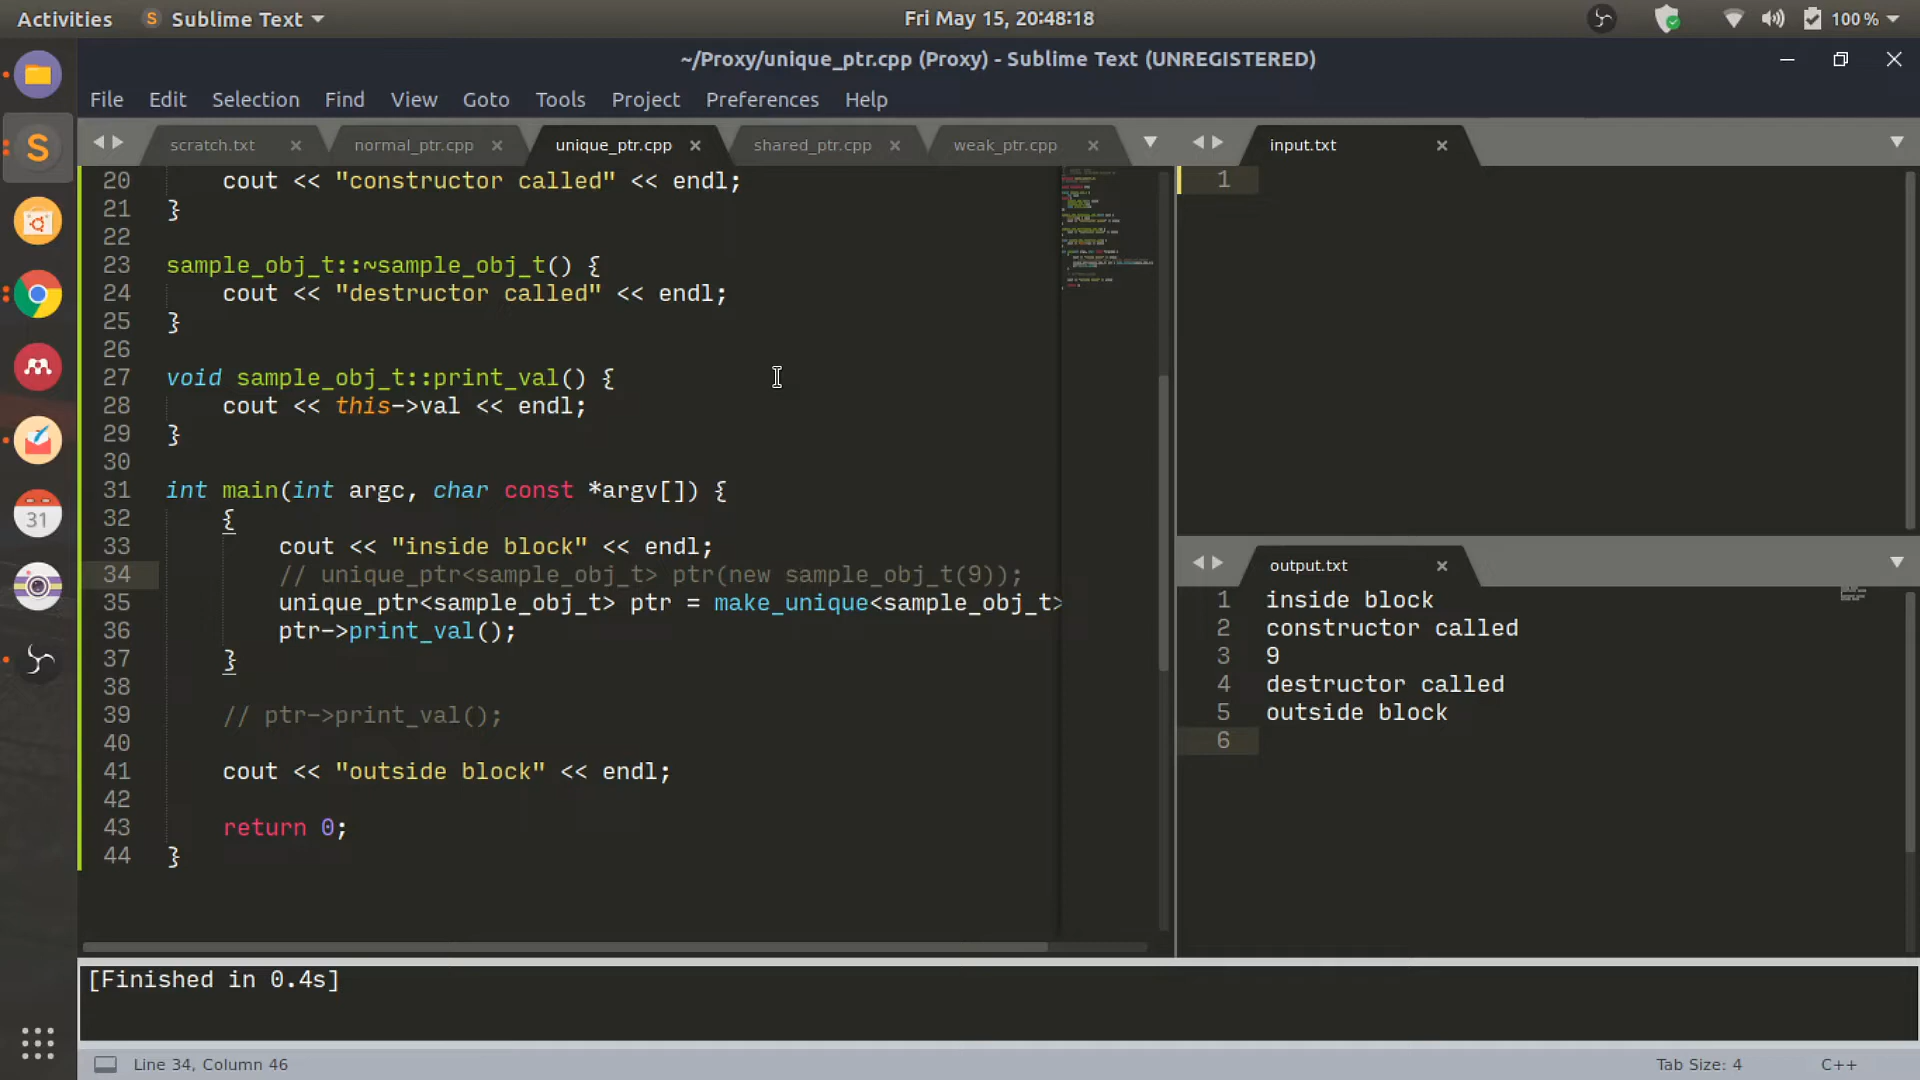 Activities
Sublime Text
Fri May 15, 20:48:18
100 %
~/Proxy/unique_ptr.cpp (Proxy) - Sublime Text (UNREGISTERED)
File Edit Selection Find View Goto Tools Project Preferences Help
scratch.txt
normal_ptr.cpp
unique_ptr.cpp
shared_ptr.cpp
weak_ptr.cpp
20 cout << "constructor called" << endl;
21 }
22
23 sample_obj_t::~sample_obj_t() {
24 cout << "destructor called" << endl;
25 }
26
27 void sample_obj_t::print_val() {
28 cout << this->val << endl;
29 }
30
31 int main(int argc, char const *argv[]) {
32 {
33 cout << "inside block" << endl;
34 // unique_ptr<sample_obj_t> ptr(new sample_obj_t(9));
35 unique_ptr<sample_obj_t> ptr = make_unique<sample_obj_t>
36 ptr->print_val();
37 }
38
39 // ptr->print_val();
40
41 cout << "outside block" << endl;
42
43 return 0;
44 }
input.txt
1
output.txt
1 inside block
2 constructor called
3 9
4 destructor called
5 outside block
6
31
[Finished in 0.4s]
Line 34, Column 46
Tab Size: 4
C++